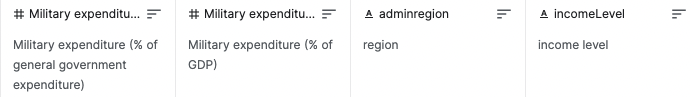 # Military expenditu...
# Military expenditu...
A adminregion
A incomeLevel
Military expenditure (% of
general government
expenditure)
Military expenditure (% of
GDP)
region
income level